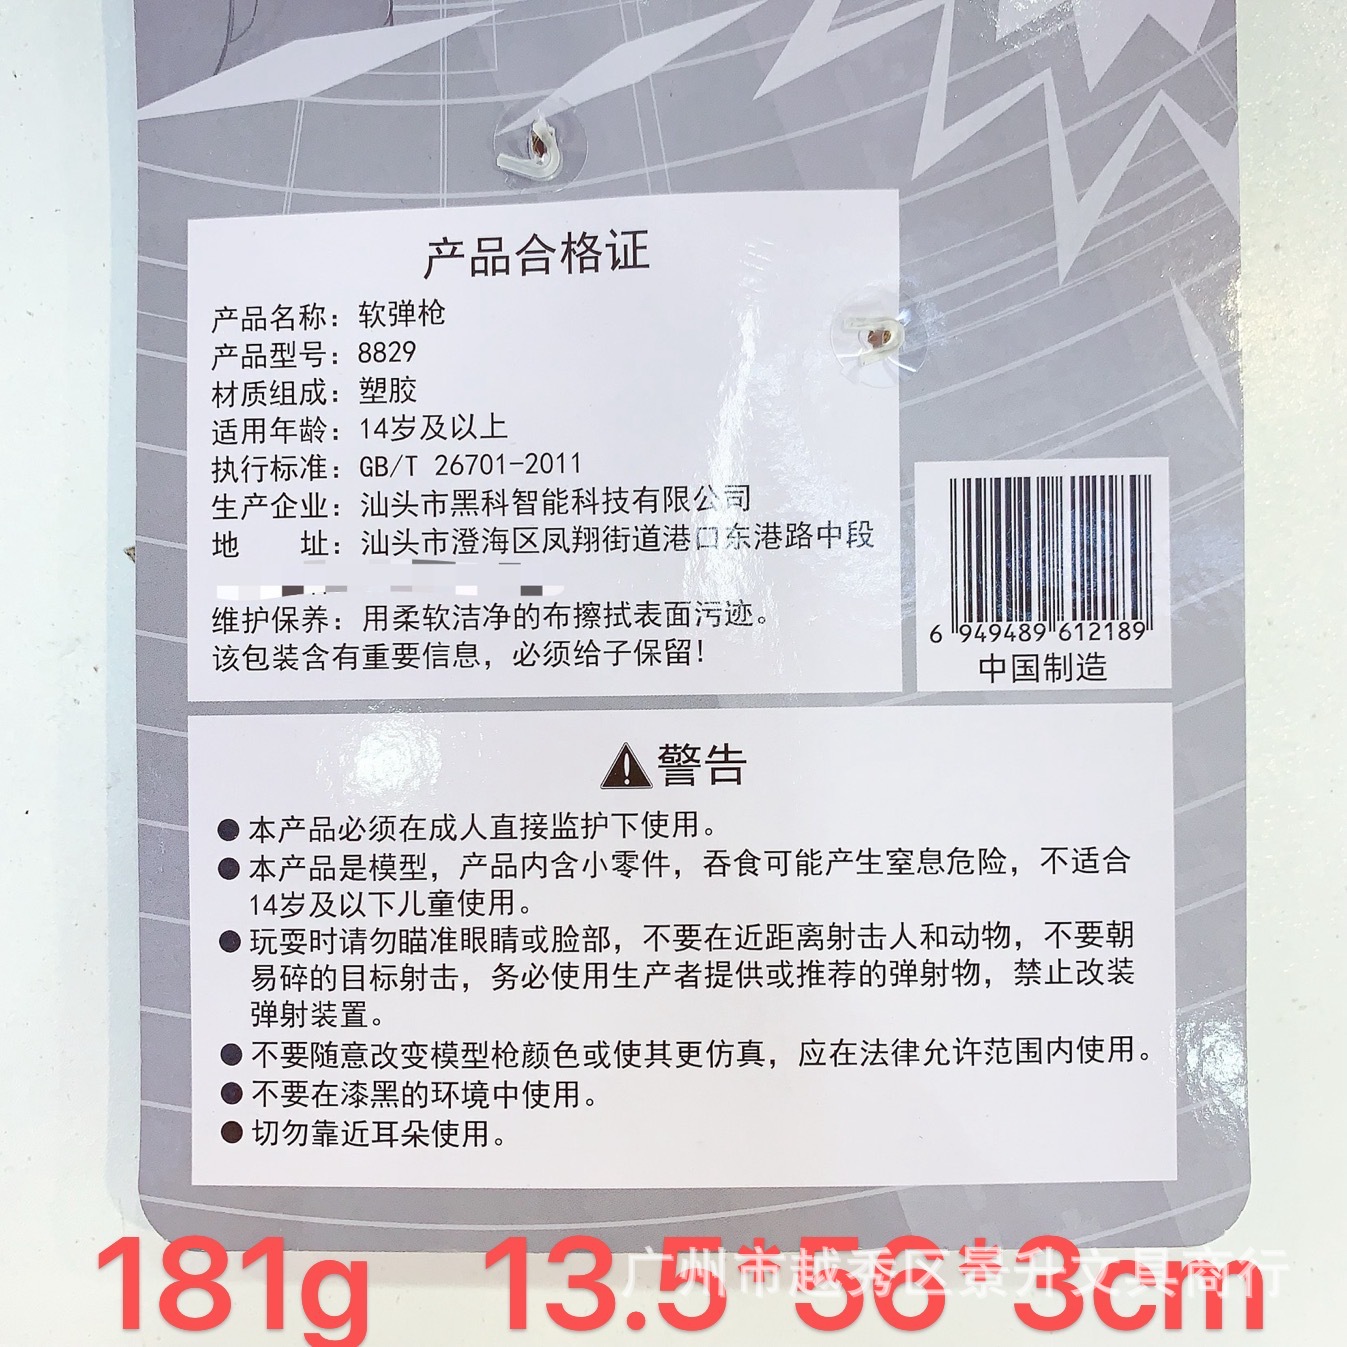 产品合格证
产品名称：软弹枪
产品型号：8829
材质组成：塑胶
适用年龄：14岁及以上
执行标准：GB/T 26701-2011
生产企业：汕头市黑科智能科技有限公司
地 址：汕头市澄海区凤翔街道港口东港路中段
维护保养：用柔软洁净的布擦拭表面污迹。
该包装含有重要信息，必须给予保留！
6 949489 612189
中国制造
警告
●本产品必须在成人直接监护下使用。
●本产品是模型，产品内含小零件，吞食可能产生窒息危险，不适合
14岁及以下儿童使用。
●玩耍时请勿瞄准眼睛或脸部，不要在近距离射击人和动物，不要朝
易碎的目标射击，务必使用生产者提供或推荐的弹射物，禁止改装
弹射装置。
●不要随意改变模型枪颜色或使其更仿真，应在法律允许范围内使用。
●不要在漆黑的环境中使用。
●切勿靠近耳朵使用。
181g 13.5*56*3cm
广州市越秀区景升文具商行